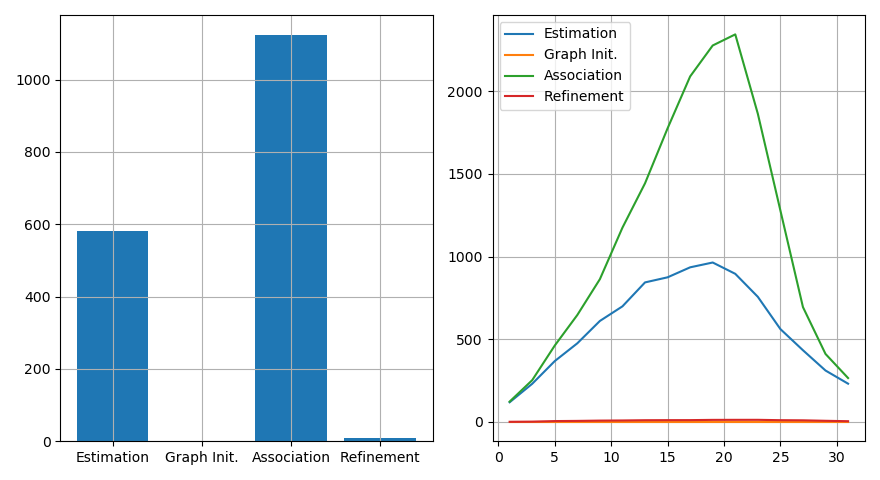 1000
800
600
400
200
0
Estimation Graph Init. Association Refinement
Estimation
Graph Init.
Association
Refinement
2000
1500
1000
500
0
0 5 10 15 20 25 30